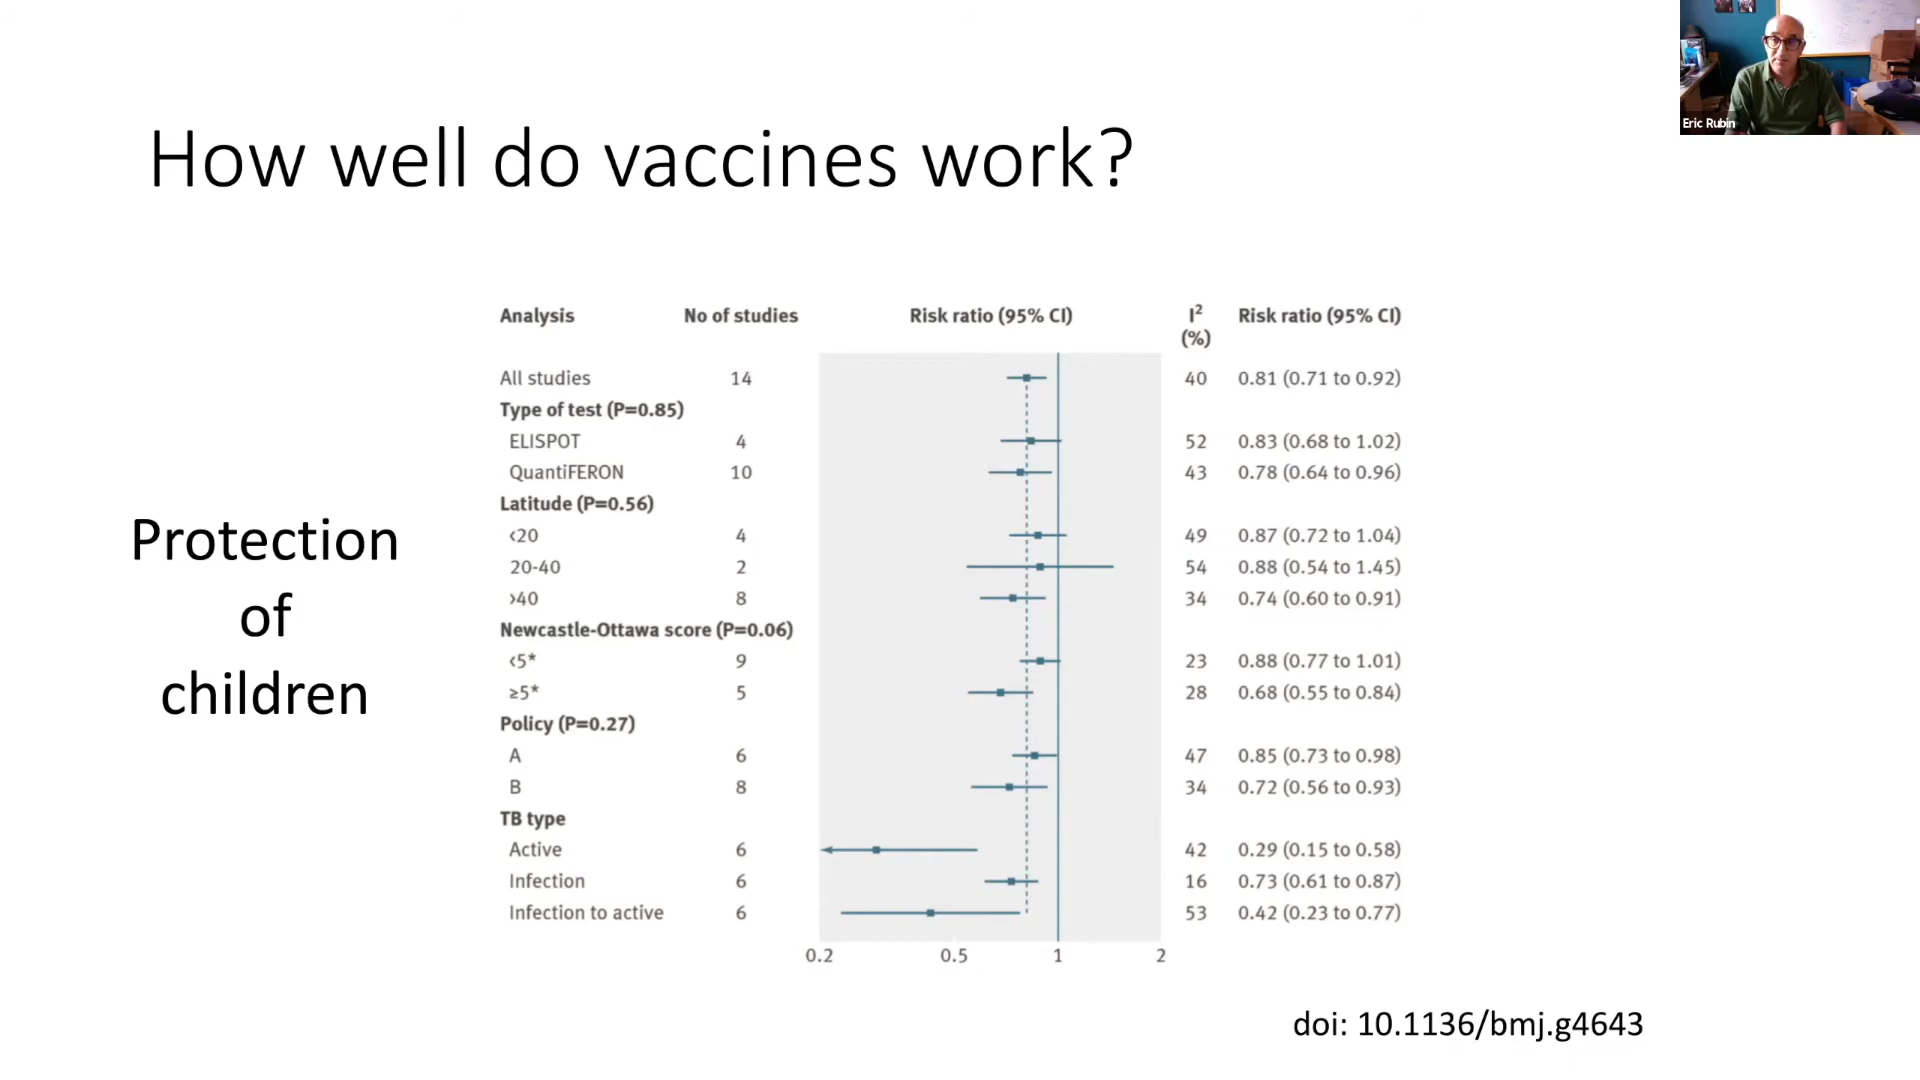 Eric Rubin
How well do vaccines work?
Protection
of
children
Analysis No of studies Risk ratio (95% CI) I² (%) Risk ratio (95% CI)
All studies 14 40 0.81 (0.71 to 0.92)
Type of test (P=0.85)
ELISPOT 4 52 0.83 (0.68 to 1.02)
QuantiFERON 10 43 0.78 (0.64 to 0.96)
Latitude (P=0.56)
<20 4 49 0.87 (0.72 to 1.04)
20-40 2 54 0.88 (0.54 to 1.45)
>40 8 34 0.74 (0.60 to 0.91)
Newcastle-Ottawa score (P=0.06)
<5* 9 23 0.88 (0.77 to 1.01)
≥5* 5 28 0.68 (0.55 to 0.84)
Policy (P=0.27)
A 6 47 0.85 (0.73 to 0.98)
B 8 34 0.72 (0.56 to 0.93)
TB type
Active 6 42 0.29 (0.15 to 0.58)
Infection 6 16 0.73 (0.61 to 0.87)
Infection to active 6 53 0.42 (0.23 to 0.77)
0.2 0.5 1 2
doi: 10.1136/bmj.g4643